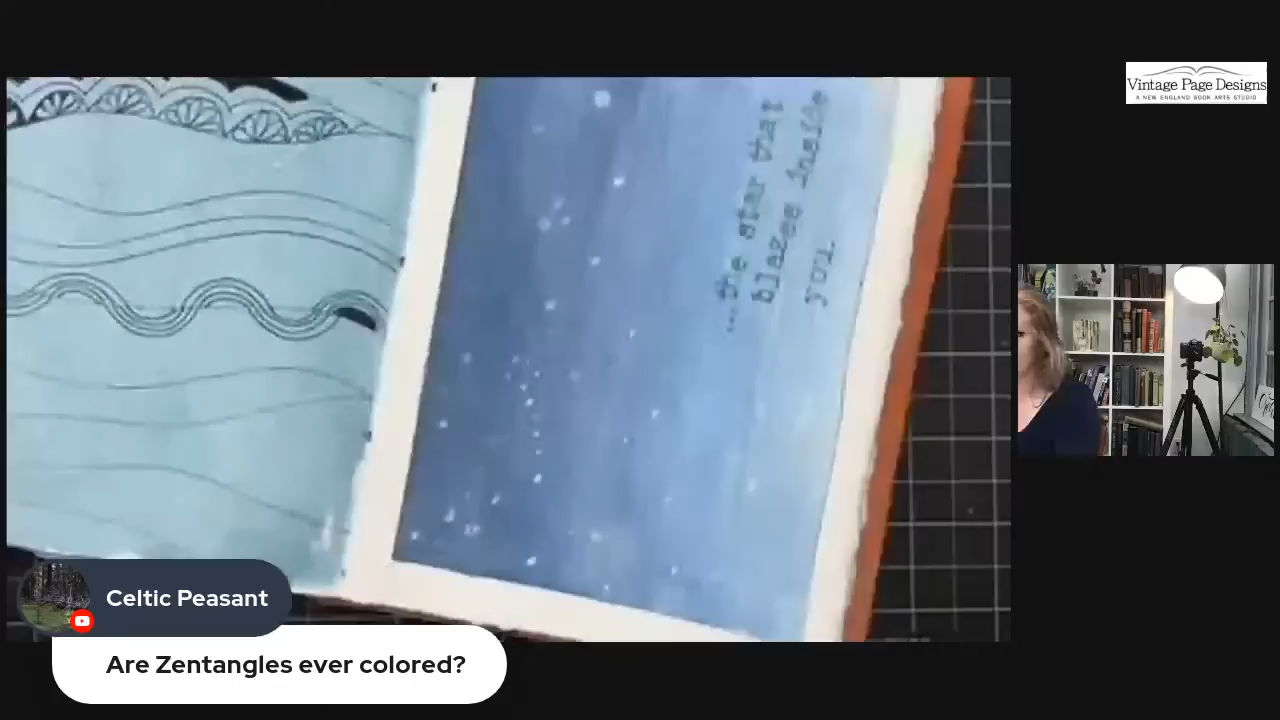 Vintage Page Designs
A NEW ENGLAND BOOK ARTS STUDIO
...the star that
blazes inside
you.
Celtic Peasant
Are Zentangles ever colored?